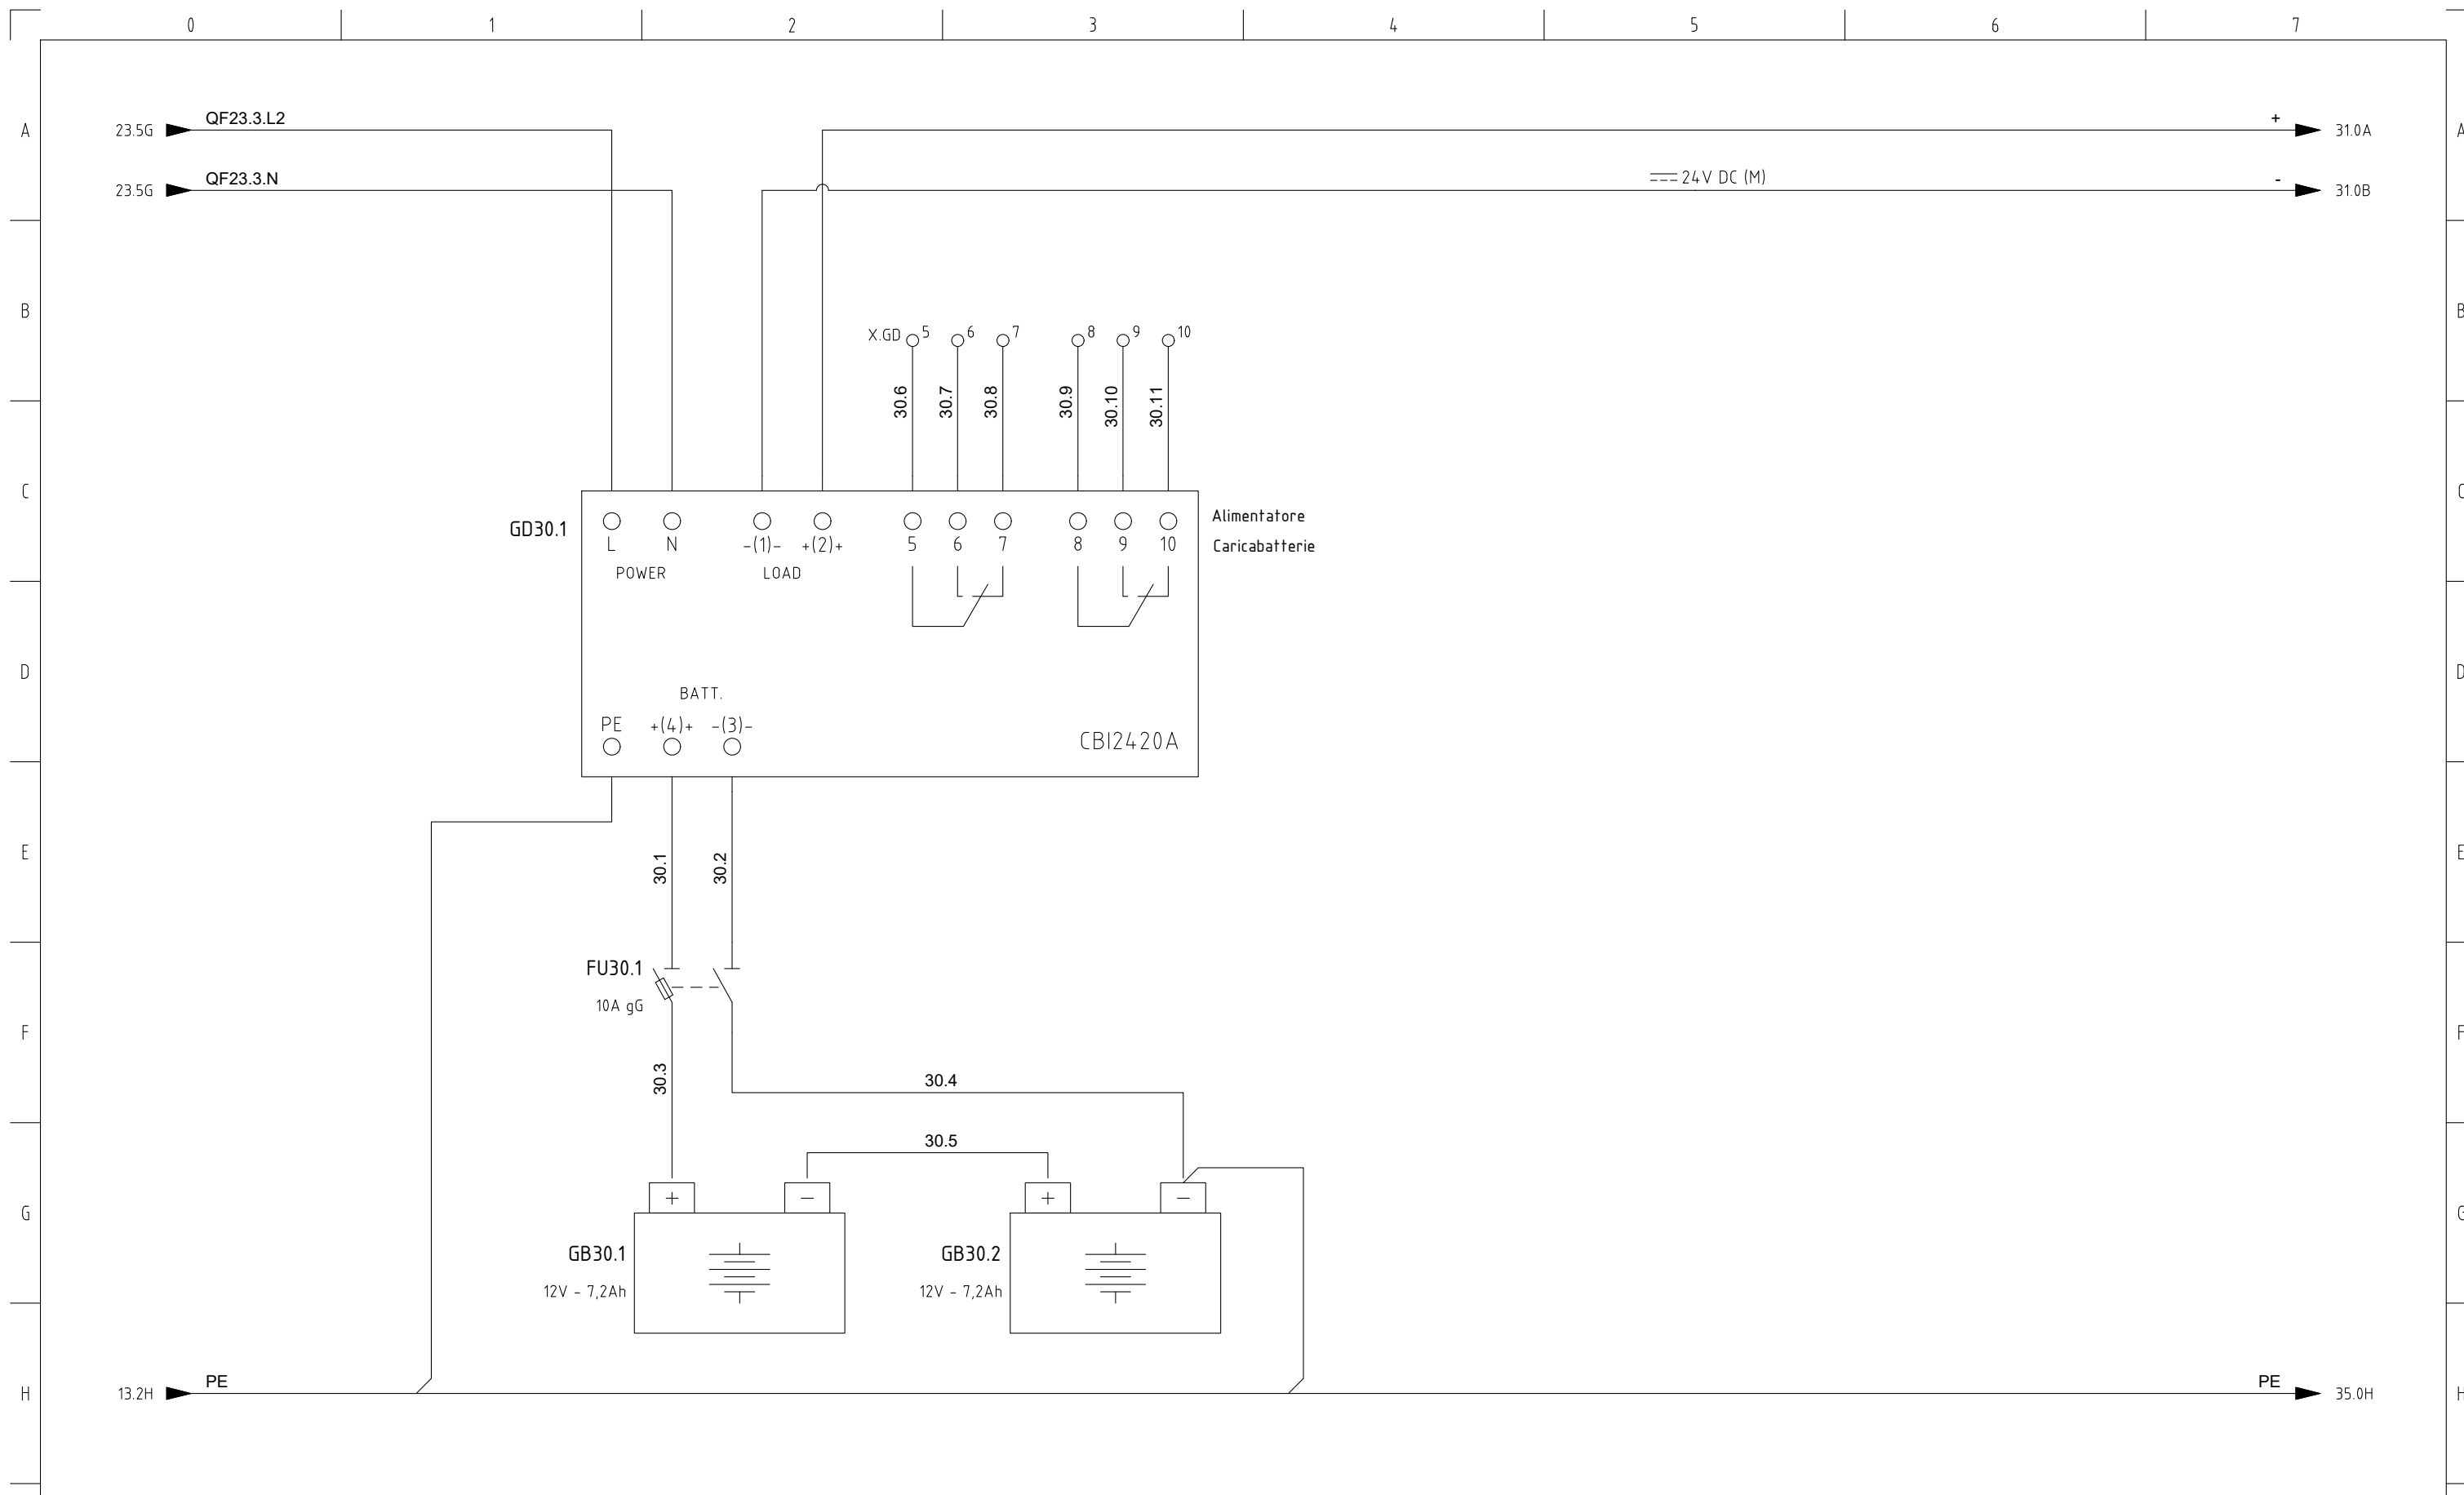 0 1 2 3 4 5 6 7
A 23.5G QF23.3.L2 + 31.0A A
23.5G QF23.3.N 24V DC (M) - 31.0B
B X.GD 5 6 7 8 9 10 B
30.6 30.7 30.8 30.9 30.10 30.11
C C
GD30.1 Alimentatore
L N -(1)- +(2)+ 5 6 7 8 9 10 Caricabatterie
POWER LOAD
D D
BATT.
PE +(4)+ -(3)- CBI2420A
E 30.1 30.2 E
FU30.1
10A gG
F F
30.3 30.4
30.5
+ - + -
G G
GB30.1 GB30.2
12V - 7,2Ah 12V - 7,2Ah
PE PE
H 13.2H 35.0H H